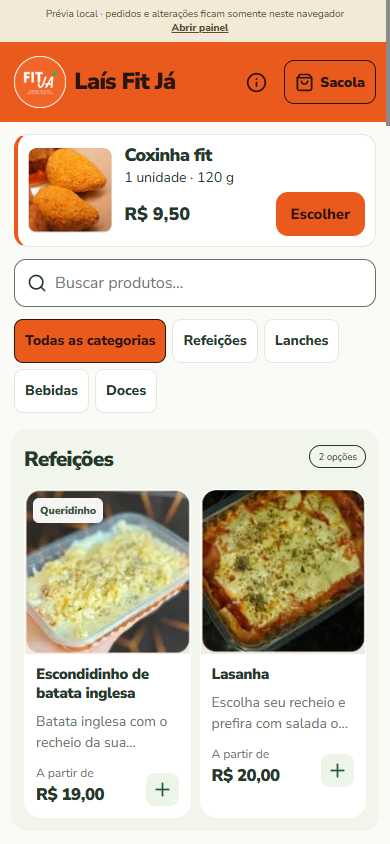 Prévia local · pedidos e alterações ficam somente neste navegador
Abrir painel
FIT
JÁ
Laís Fit Já
Sacola
Coxinha fit
1 unidade · 120 g
R$ 9,50
Escolher
Buscar produtos...
Todas as categorias
Refeições
Lanches
Bebidas
Doces
Refeições
2 opções
Queridinho
Escondidinho de
batata inglesa
Batata inglesa com o
recheio da sua...
A partir de
R$ 19,00
Lasanha
Escolha seu recheio e
prefira com salada o...
A partir de
R$ 20,00